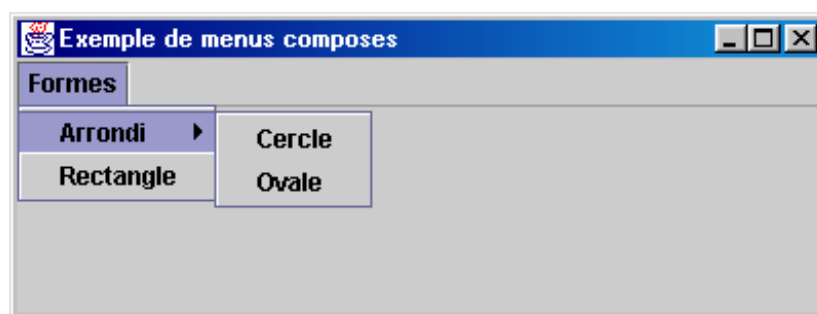 Exemple de menus composes
Formes
Arrondi
Cercle
Rectangle
Ovale